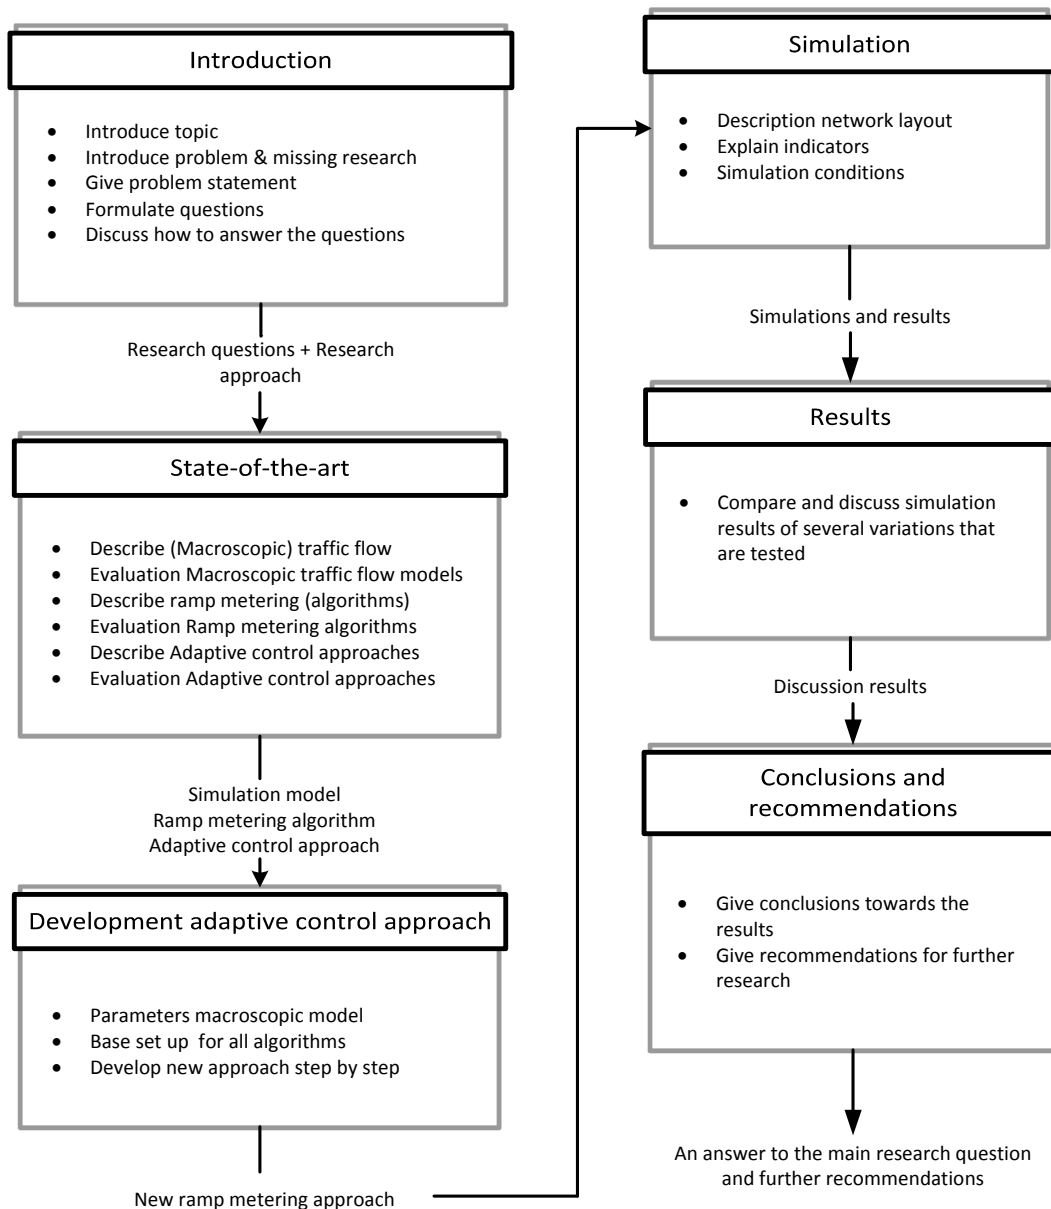 Introduction
• Introduce topic
• Introduce problem & missing research
• Give problem statement
• Formulate questions
• Discuss how to answer the questions
Research questions + Research
approach
State-of-the-art
• Describe (Macroscopic) traffic flow
• Evaluation Macroscopic traffic flow models
• Describe ramp metering (algorithms)
• Evaluation Ramp metering algorithms
• Describe Adaptive control approaches
• Evaluation Adaptive control approaches
Simulation model
Ramp metering algorithm
Adaptive control approach
Development adaptive control approach
• Parameters macroscopic model
• Base set up for all algorithms
• Develop new approach step by step
New ramp metering approach
Simulation
• Description network layout
• Explain indicators
• Simulation conditions
Simulations and results
Results
• Compare and discuss simulation
results of several variations that
are tested
Discussion results
Conclusions and
recommendations
• Give conclusions towards the
results
• Give recommendations for further
research
An answer to the main research question
and further recommendations